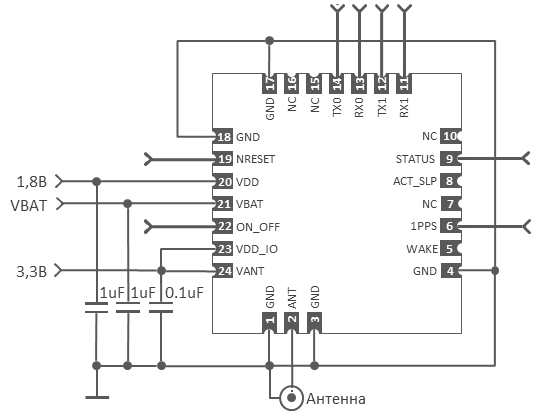 17 16 15 14 13 12 11
GND NC NC TX0 RX0 TX1 RX1
18 GND
NC 10
19 NRESET
STATUS 9
1,8В
20 VDD
ACT_SLP 8
VBAT
21 VBAT
NC 7
22 ON_OFF
1PPS 6
23 VDD_IO
WAKE 5
3,3В
24 VANT
GND 4
1uF 1uF 0.1uF
GND ANT GND
1 2 3
Антенна